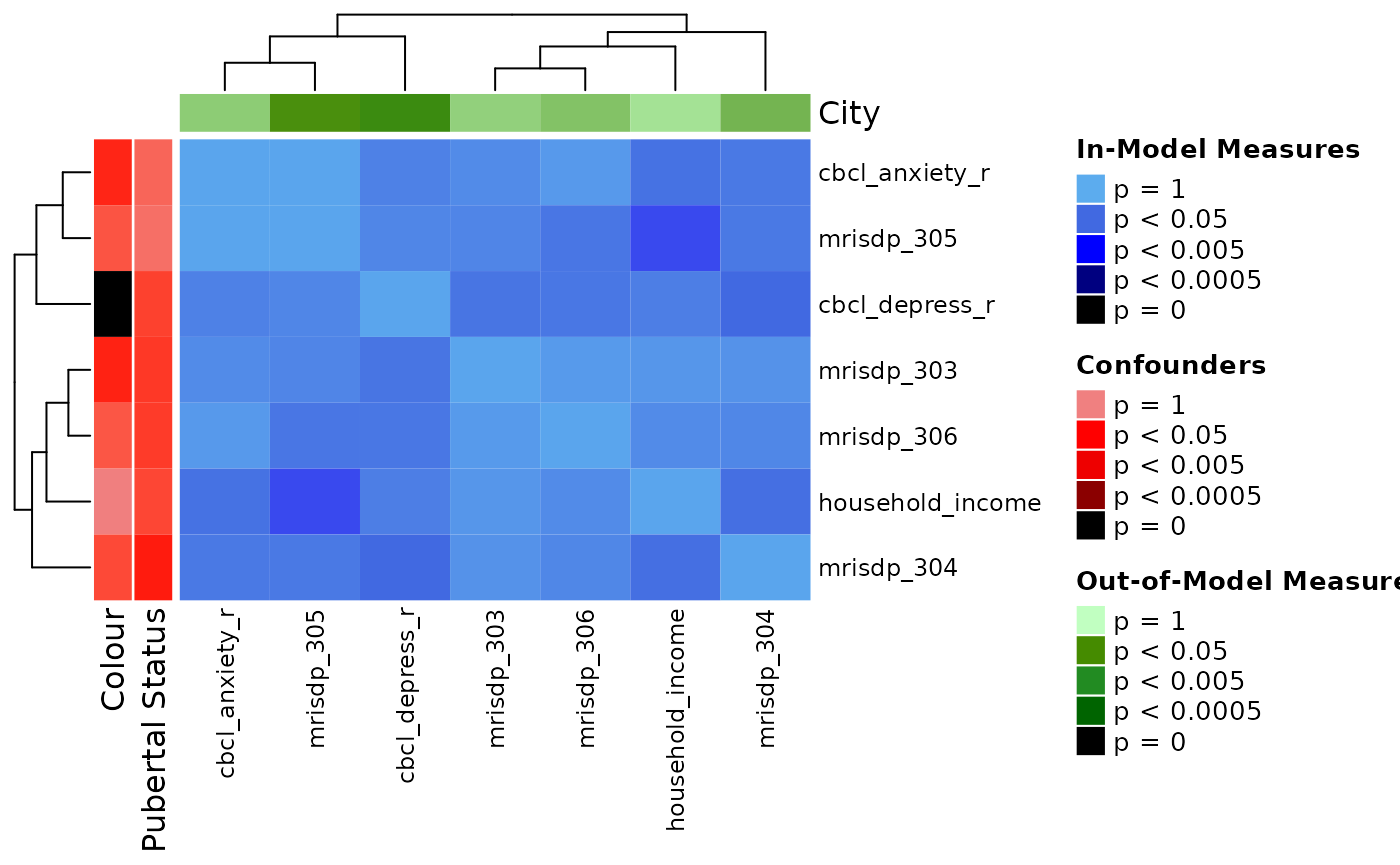 City
cbcl_anxiety_r
mrisdp_305
cbcl_depress_r
mrisdp_303
mrisdp_306
household_income
mrisdp_304
Colour
Pubertal Status
cbcl_anxiety_r
mrisdp_305
cbcl_depress_r
mrisdp_303
mrisdp_306
household_income
mrisdp_304
In-Model Measures
p = 1
p < 0.05
p < 0.005
p < 0.0005
p = 0
Confounders
p = 1
p < 0.05
p < 0.005
p < 0.0005
p = 0
Out-of-Model Measure
p = 1
p < 0.05
p < 0.005
p < 0.0005
p = 0